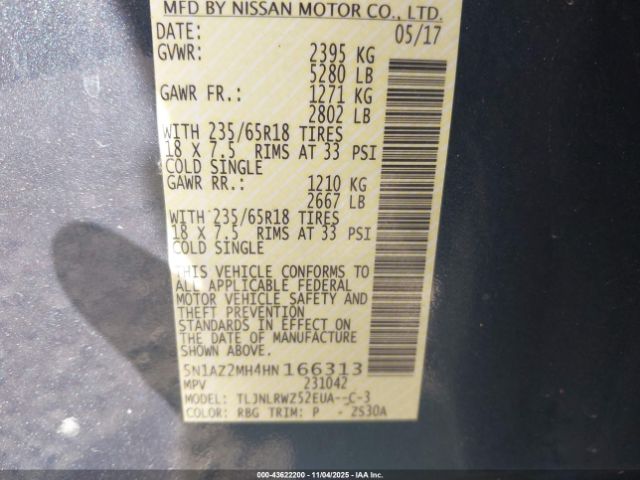 MFD BY NISSAN MOTOR CO., LTD.
DATE: 05/17
GVWR: 2395 KG
5280 LB
GAWR FR.: 1271 KG
2802 LB
WITH 235/65R18 TIRES
18 X 7.5 RIMS AT 33 PSI
COLD SINGLE
GAWR RR.: 1210 KG
2667 LB
WITH 235/65R18 TIRES
18 X 7.5 RIMS AT 33 PSI
COLD SINGLE
THIS VEHICLE CONFORMS TO
ALL APPLICABLE FEDERAL
MOTOR VEHICLE SAFETY AND
THEFT PREVENTION
STANDARDS IN EFFECT ON
THE DATE OF MANUFACTURE
SHOWN ABOVE.
5N1AZ2MH4HN166313
MPV 231042
MODEL: TLJNLRWZ52EUA--C-3
COLOR: RBG TRIM: P - ZS30A
000-43622200 - 11/04/2025 - IAAI.COM